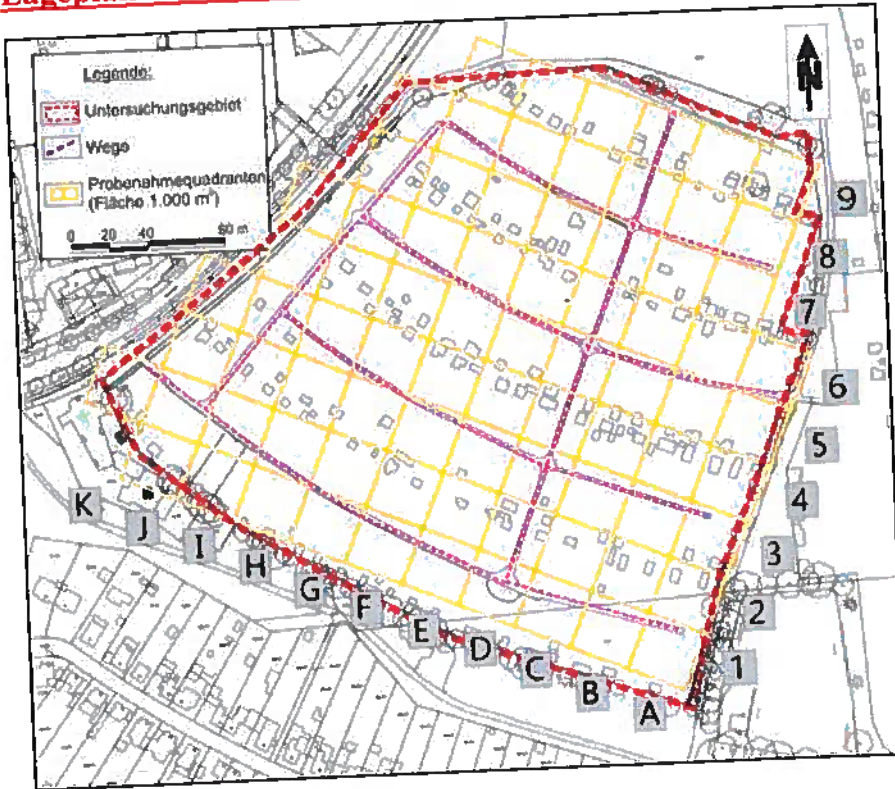 Legende:
Untersuchungsgebiet
Wege
Probenahmequadranten
(Fläche 1.000 m²)
0 20 40 80 m
N
9
8
7
6
5
4
3
2
1
K
J
I
H
G
F
E
D
C
B
A